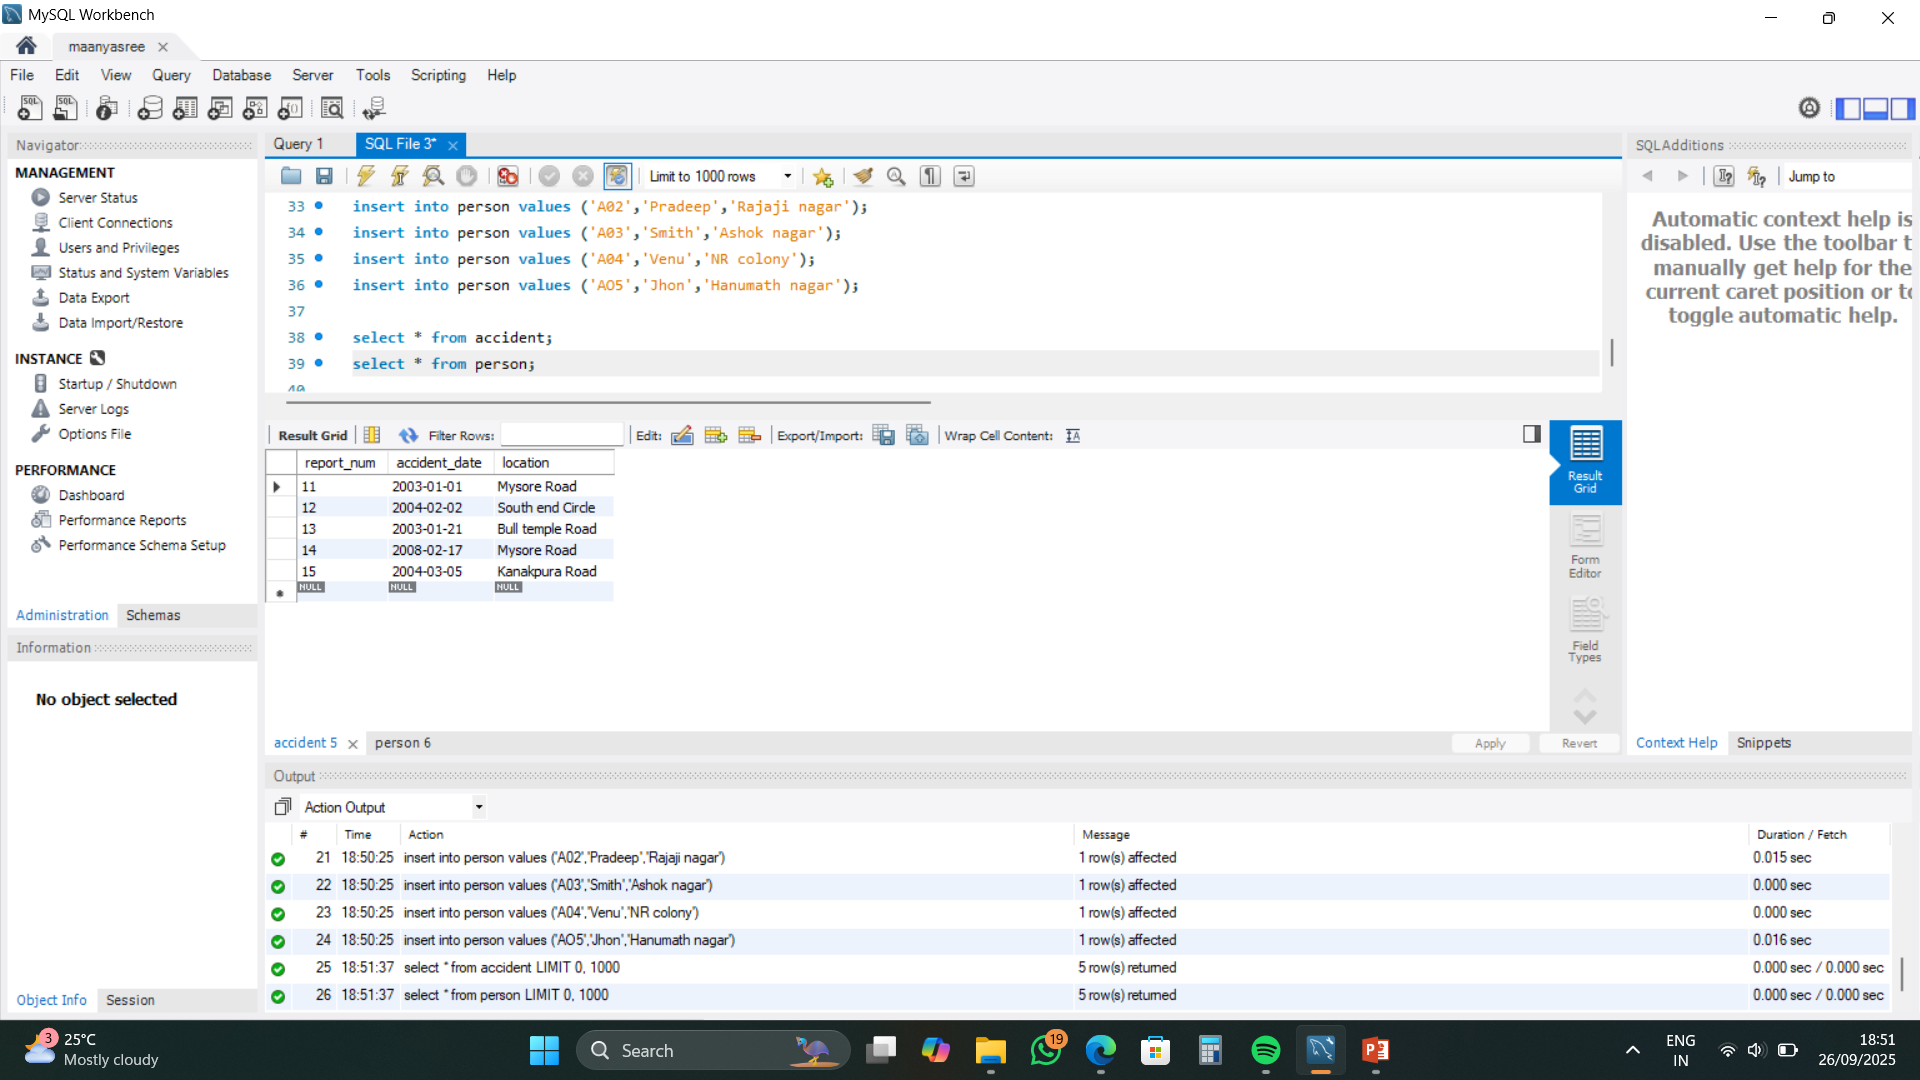 MySQL Workbench
maanyasree
File Edit View Query Database Server Tools Scripting Help
Navigator
MANAGEMENT
Server Status
Client Connections
Users and Privileges
Status and System Variables
Data Export
Data Import/Restore
INSTANCE
Startup / Shutdown
Server Logs
Options File
PERFORMANCE
Dashboard
Performance Reports
Performance Schema Setup
Administration Schemas
Information
No object selected
Object Info Session
Query 1 SQL File 3*
Limit to 1000 rows
33 insert into person values ('A02','Pradeep','Rajaji nagar');
34 insert into person values ('A03','Smith','Ashok nagar');
35 insert into person values ('A04','Venu','NR colony');
36 insert into person values ('AO5','Jhon','Hanumath nagar');
37
38 select * from accident;
39 select * from person;
40
Result Grid Filter Rows: Edit: Export/Import: Wrap Cell Content:
report_num accident_date location
11 2003-01-01 Mysore Road
12 2004-02-02 South end Circle
13 2003-01-21 Bull temple Road
14 2008-02-17 Mysore Road
15 2004-03-05 Kanakpura Road
NULL NULL NULL
Result
Grid
Form
Editor
Field
Types
accident 5 person 6 Apply Revert
SQLAdditions
Jump to
Automatic context help is
disabled. Use the toolbar t
manually get help for the
current caret position or to
toggle automatic help.
Context Help Snippets
Output
Action Output
# Time Action Message Duration / Fetch
21 18:50:25 insert into person values ('A02','Pradeep','Rajaji nagar') 1 row(s) affected 0.015 sec
22 18:50:25 insert into person values ('A03','Smith','Ashok nagar') 1 row(s) affected 0.000 sec
23 18:50:25 insert into person values ('A04','Venu','NR colony') 1 row(s) affected 0.000 sec
24 18:50:25 insert into person values ('AO5','Jhon','Hanumath nagar') 1 row(s) affected 0.016 sec
25 18:51:37 select * from accident LIMIT 0, 1000 5 row(s) returned 0.000 sec / 0.000 sec
26 18:51:37 select * from person LIMIT 0, 1000 5 row(s) returned 0.000 sec / 0.000 sec
3
25°C
Mostly cloudy
Search
19
ENG
IN
18:51
26/09/2025